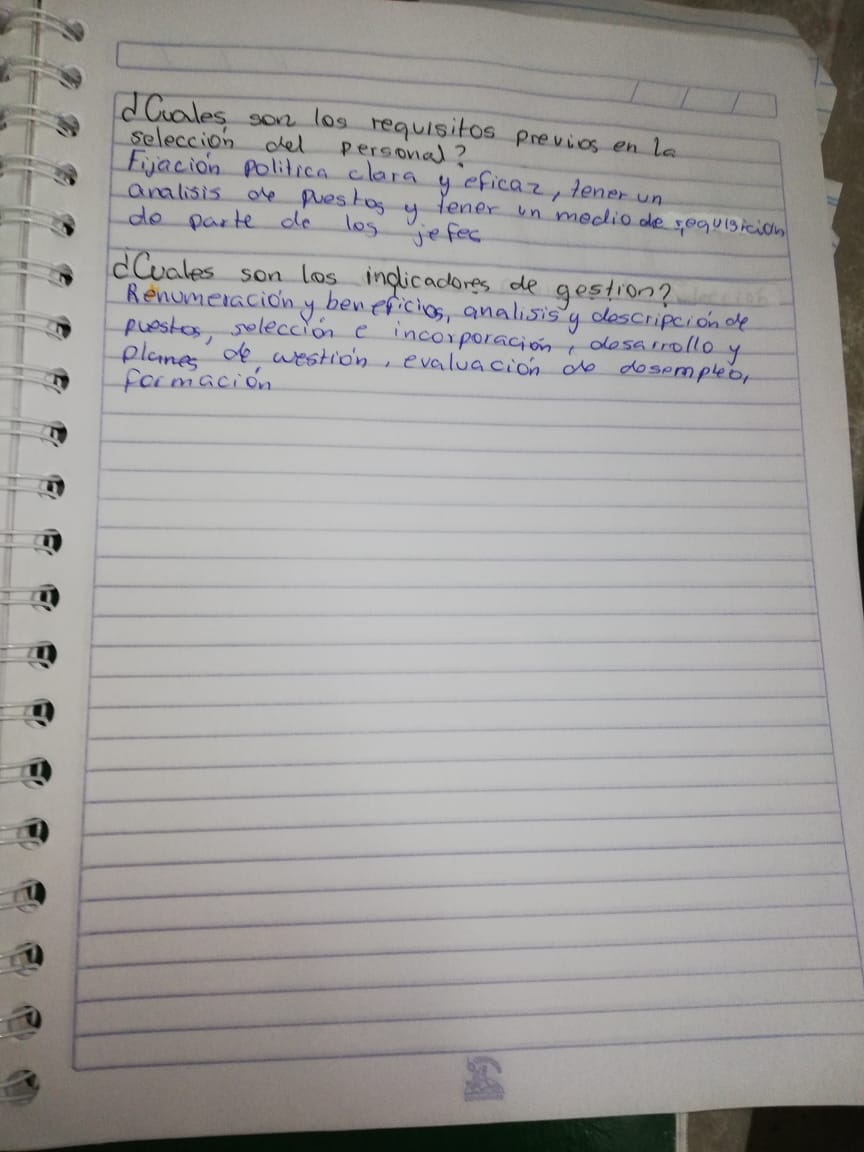 ¿Cuales son los requisitos previos en la
selección del personal?
Fijación politica clara y eficaz, tener un
analisis de puestos y tener un medio de requisicion
de parte de los jefes
¿Cuales son los indicadores de gestion?
Renumeración y beneficios, analisis y descripción de
puestos, selección e incorporación, desarrollo y
planes de westión, evaluación de desempleo,
formación